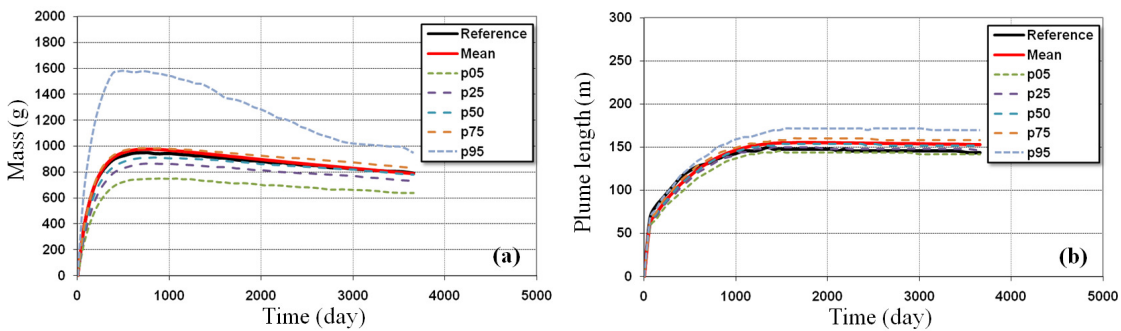 2000
1800
1600
1400
1200
1000
800
600
400
200
0
Mass (g)
0 1000 2000 3000 4000 5000
Time (day)
Reference
Mean
p05
p25
p50
p75
p95
(a)
300
250
200
150
100
50
0
Plume length (m)
0 1000 2000 3000 4000 5000
Time (day)
Reference
Mean
p05
p25
p50
p75
p95
(b)